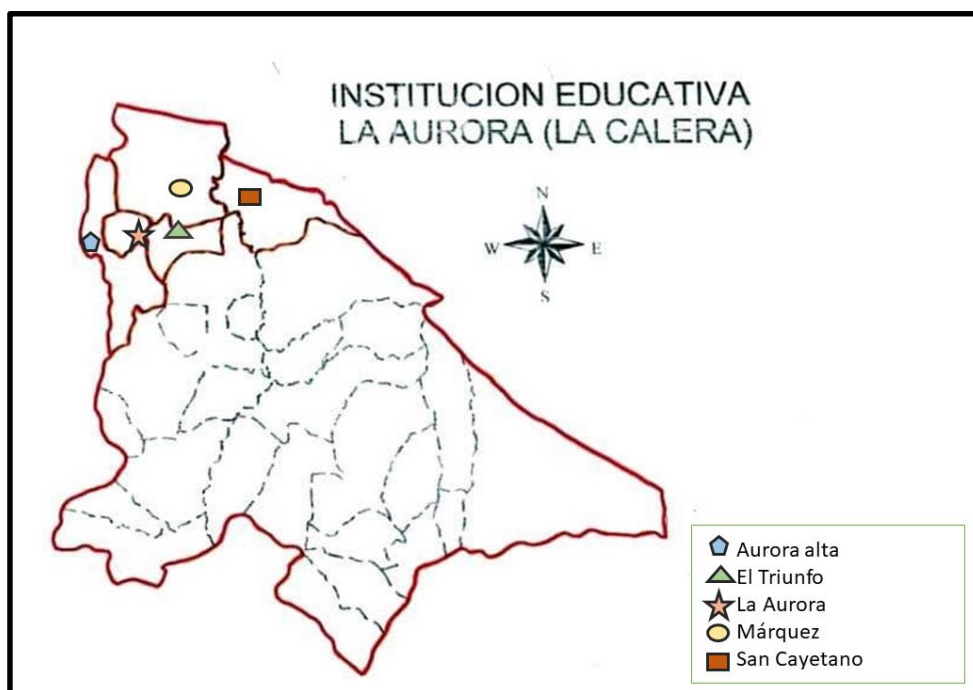 INSTITUCION EDUCATIVA
LA AURORA (LA CALERA)
N
W
E
S
Aurora alta
El Triunfo
La Aurora
Márquez
San Cayetano